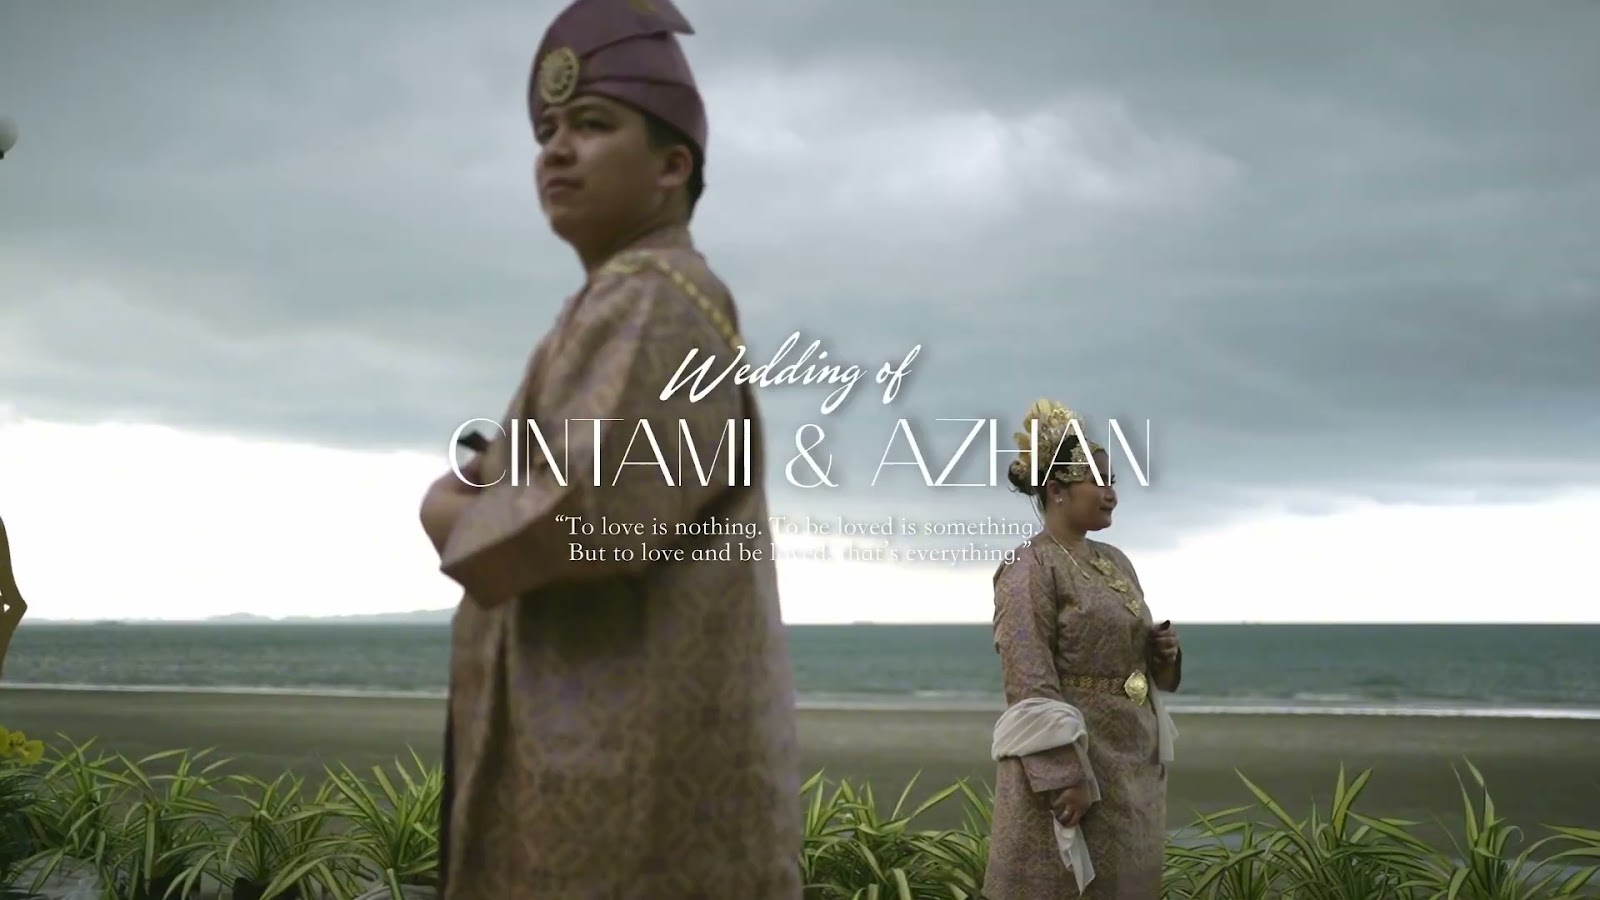 Wedding of
CINTAMI & AZHAN
“To love is nothing. To be loved is something.
But to love and be loved, that’s everything.”